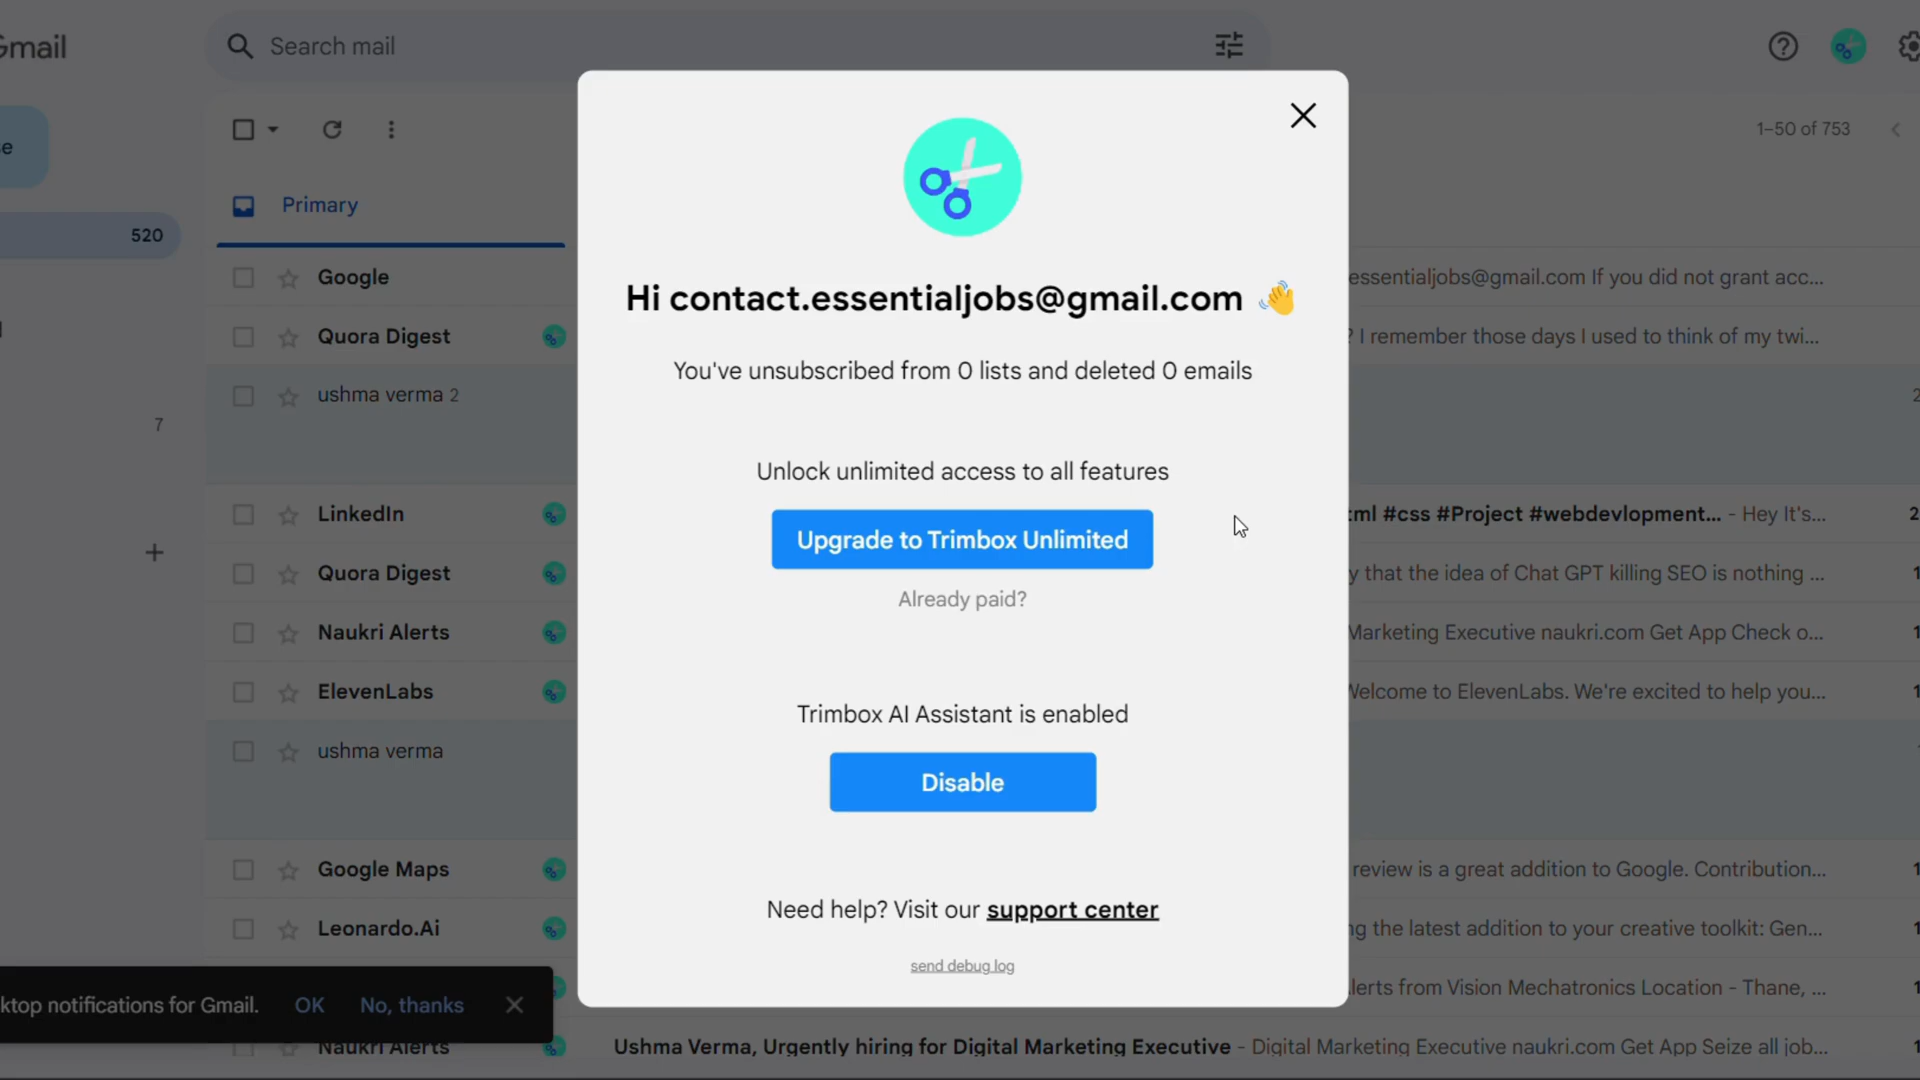 Gmail
Search mail
1–50 of 753
Primary
520
Google
essentialjobs@gmail.com If you did not grant acc...
Quora Digest
? I remember those days I used to think of my twi...
ushma verma 2
7
LinkedIn
#css #Project #webdevlopment... - Hey It's...
Quora Digest
y that the idea of Chat GPT killing SEO is nothing ...
Naukri Alerts
Marketing Executive naukri.com Get App Check o...
ElevenLabs
Welcome to ElevenLabs. We're excited to help you...
ushma verma
Google Maps
review is a great addition to Google. Contribution...
Leonardo.Ai
ng the latest addition to your creative toolkit: Gen...
lerts from Vision Mechatronics Location - Thane, ...
Naukri Alerts
Ushma Verma, Urgently hiring for Digital Marketing Executive - Digital Marketing Executive naukri.com Get App Seize all job...
Hi contact.essentialjobs@gmail.com 👋
You've unsubscribed from 0 lists and deleted 0 emails
Unlock unlimited access to all features
Upgrade to Trimbox Unlimited
Already paid?
Trimbox AI Assistant is enabled
Disable
Need help? Visit our support center
send debug log
ktop notifications for Gmail. OK No, thanks